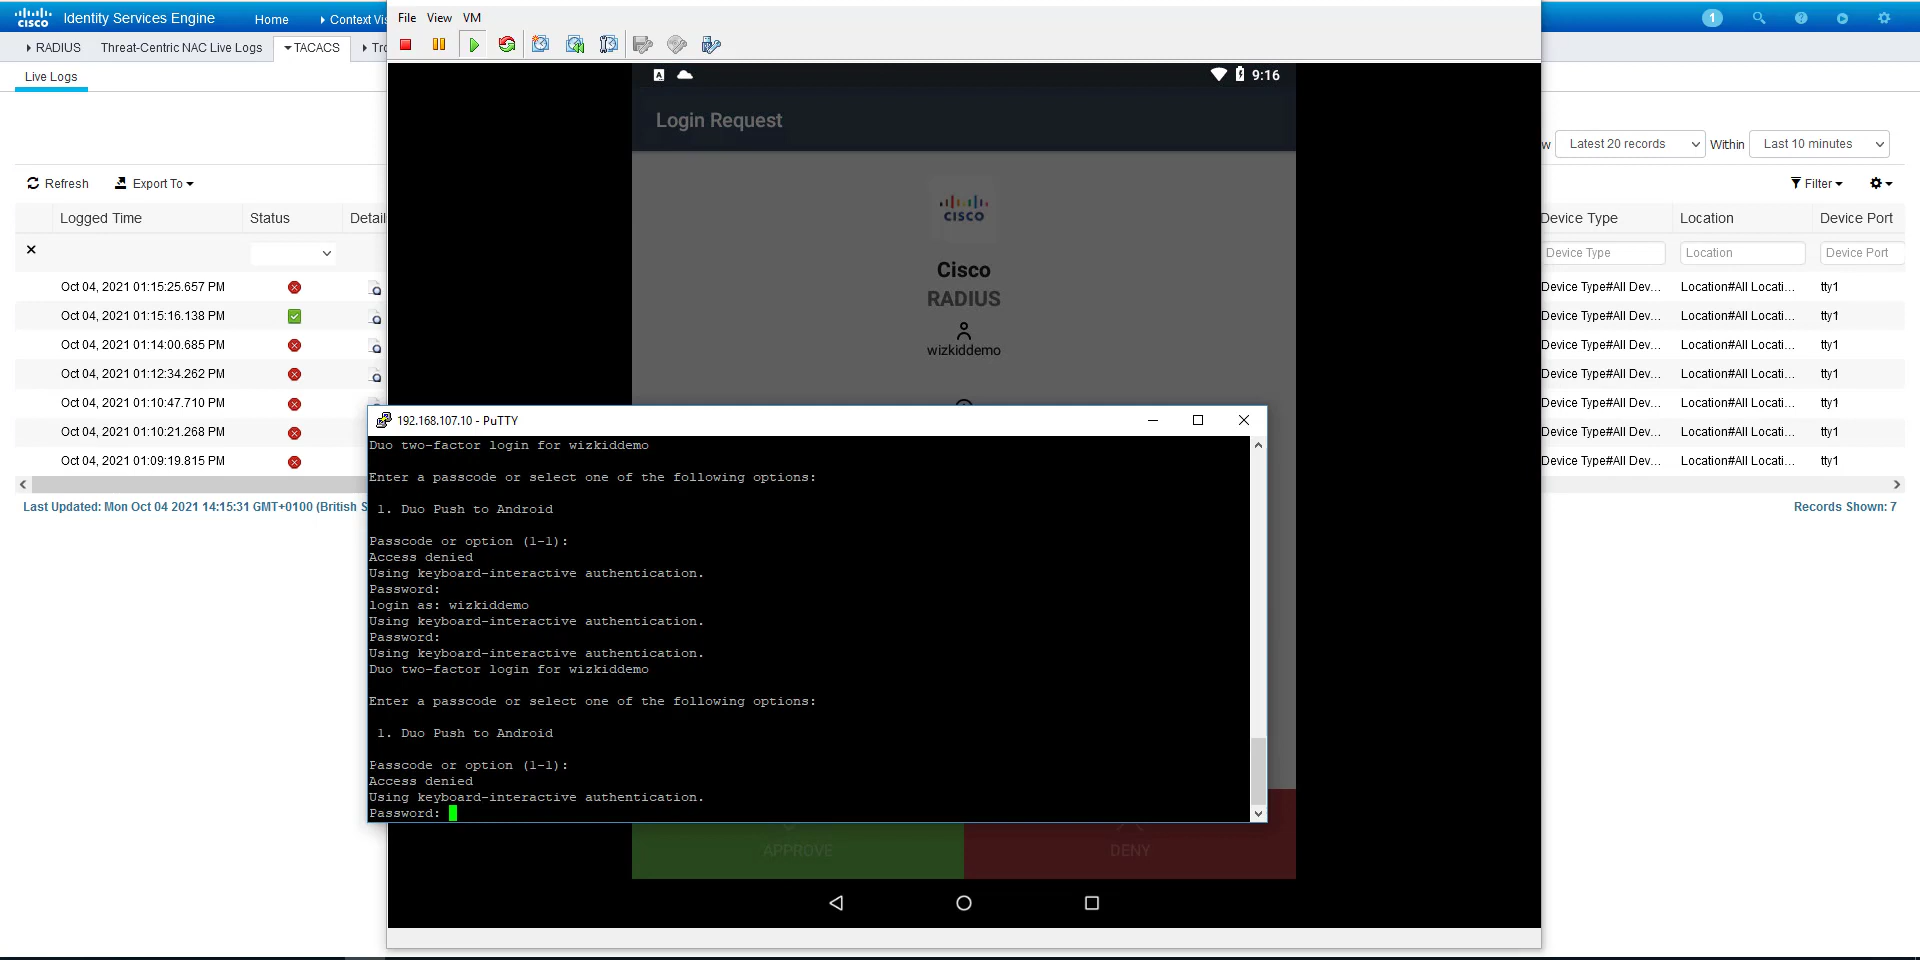 cisco Identity Services Engine Home Context Vis
1
RADIUS Threat-Centric NAC Live Logs TACACS Tro
Live Logs
w Latest 20 records Within Last 10 minutes
Refresh Export To
Filter
Logged Time Status Detail
Device Type Location Device Port
Device Type Location Device Port
Oct 04, 2021 01:15:25.657 PM
Device Type#All Dev... Location#All Locati... tty1
Oct 04, 2021 01:15:16.138 PM
Device Type#All Dev... Location#All Locati... tty1
Oct 04, 2021 01:14:00.685 PM
Device Type#All Dev... Location#All Locati... tty1
Oct 04, 2021 01:12:34.262 PM
Device Type#All Dev... Location#All Locati... tty1
Oct 04, 2021 01:10:47.710 PM
Device Type#All Dev... Location#All Locati... tty1
Oct 04, 2021 01:10:21.268 PM
Device Type#All Dev... Location#All Locati... tty1
Oct 04, 2021 01:09:19.815 PM
Device Type#All Dev... Location#All Locati... tty1
Last Updated: Mon Oct 04 2021 14:15:31 GMT+0100 (British S
Records Shown: 7
File View VM
A
9:16
Login Request
CISCO
Cisco
RADIUS
wizkiddemo
192.168.107.10 - PuTTY
Duo two-factor login for wizkiddemo
Enter a passcode or select one of the following options:
1. Duo Push to Android
Passcode or option (1-1):
Access denied
Using keyboard-interactive authentication.
Password:
login as: wizkiddemo
Using keyboard-interactive authentication.
Password:
Using keyboard-interactive authentication.
Duo two-factor login for wizkiddemo
Enter a passcode or select one of the following options:
1. Duo Push to Android
Passcode or option (1-1):
Access denied
Using keyboard-interactive authentication.
Password:
APPROVE DENY